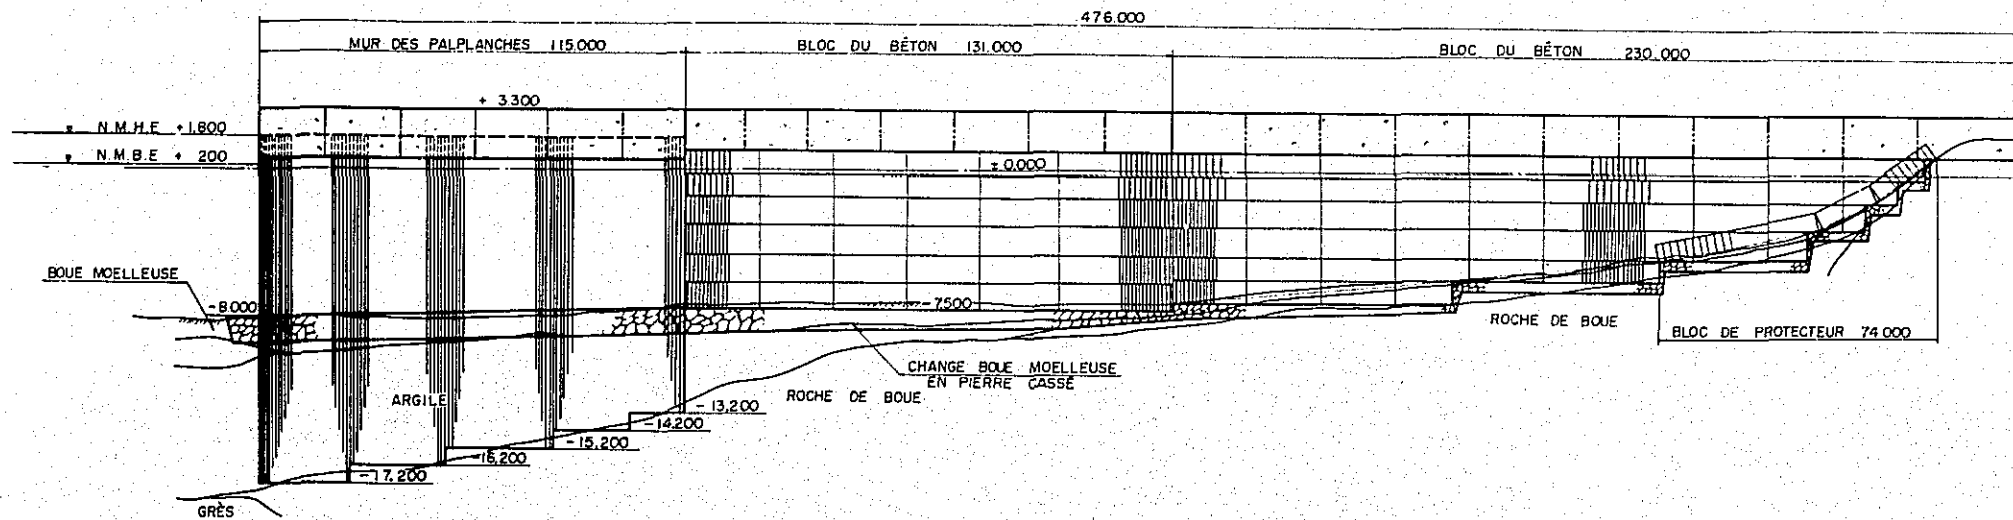 476.000
MUR DES PALPLANCHES 115.000
BLOC DU BÉTON 131.000
BLOC DU BÉTON 230.000
+ 3.300
N.M.H.E +1.800
N.M.B.E + 200
± 0.000
BOUE MOELLEUSE
-8.000
-7500
ROCHE DE BOUE
BLOC DE PROTECTEUR 74.000
CHANGE BOUE MOELLEUSE
EN PIERRE CASSÉ
ARGILE
ROCHE DE BOUE
-13.200
-14.200
-15.200
-16.200
-17.200
GRÈS